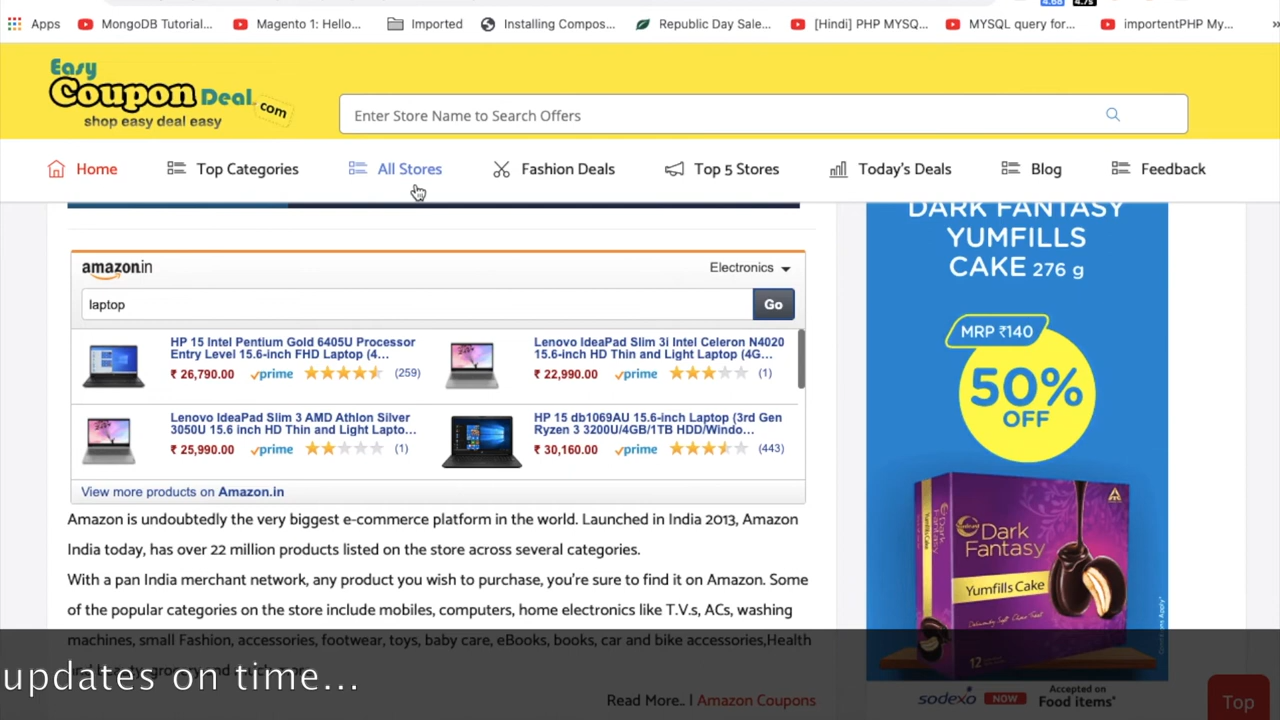 4.68 4.75
Apps MongoDB Tutorial... Magento 1: Hello... Imported Installing Compos... Republic Day Sale... [Hindi] PHP MYSQ... MYSQL query for... importentPHP My... »
Easy
Coupon Deal.com
shop easy deal easy
Enter Store Name to Search Offers
Home Top Categories All Stores Fashion Deals Top 5 Stores Today's Deals Blog Feedback
amazon.in
Electronics
laptop
Go
HP 15 Intel Pentium Gold 6405U Processor
Entry Level 15.6-inch FHD Laptop (4...
₹ 26,790.00 prime (259)
Lenovo IdeaPad Slim 3i Intel Celeron N4020
15.6-inch HD Thin and Light Laptop (4G...
₹ 22,990.00 prime (1)
Lenovo IdeaPad Slim 3 AMD Athlon Silver
3050U 15.6 inch HD Thin and Light Lapto...
₹ 25,990.00 prime (1)
HP 15 db1069AU 15.6-inch Laptop (3rd Gen
Ryzen 3 3200U/4GB/1TB HDD/Windo...
₹ 30,160.00 prime (443)
View more products on Amazon.in
Amazon is undoubtedly the very biggest e-commerce platform in the world. Launched in India 2013, Amazon
India today, has over 22 million products listed on the store across several categories.
With a pan India merchant network, any product you wish to purchase, you're sure to find it on Amazon. Some
of the popular categories on the store include mobiles, computers, home electronics like T.V.s, ACs, washing
machines, small Fashion, accessories, footwear, toys, baby care, eBooks, books, car and bike accessories,Health
updates on time...
Read More.. | Amazon Coupons
DARK FANTASY
YUMFILLS
CAKE 276 g
MRP ₹140
50%
OFF
Dark
Fantasy
Yumfills Cake
12
sodexo NOW Accepted on
Food items*
Top